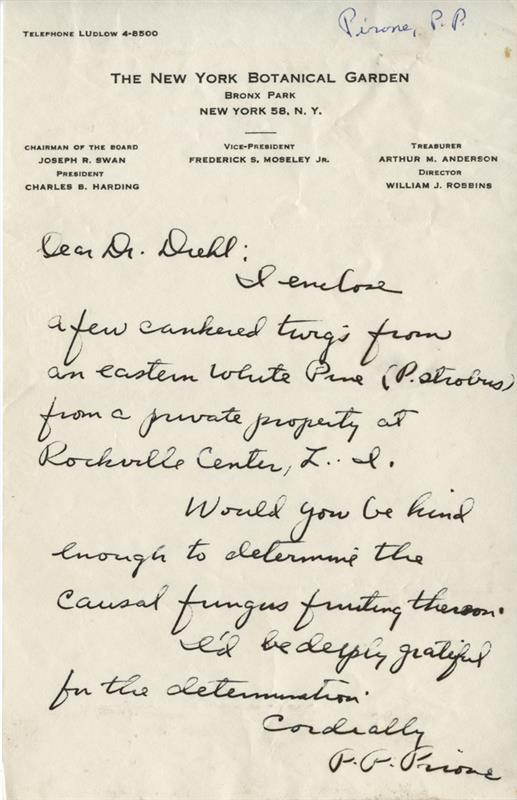 Pirone, P.P.
TELEPHONE LUDLOW 4-8500
THE NEW YORK BOTANICAL GARDEN
BRONX PARK
NEW YORK 58, N. Y.
CHAIRMAN OF THE BOARD
JOSEPH R. SWAN
PRESIDENT
CHARLES B. HARDING
VICE-PRESIDENT
FREDERICK S. MOSELEY JR.
TREASURER
ARTHUR M. ANDERSON
DIRECTOR
WILLIAM J. ROBBINS
Dear Dr. Diehl:
I enclose
a few cankered twigs from
an eastern White Pine (P. strobus)
from a private property at
Rockville Center, L. I.
Would you be kind
enough to determine the
causal fungus fruiting thereon.
I'd be deeply grateful
for the determination.
Cordially
P. P. Pirone